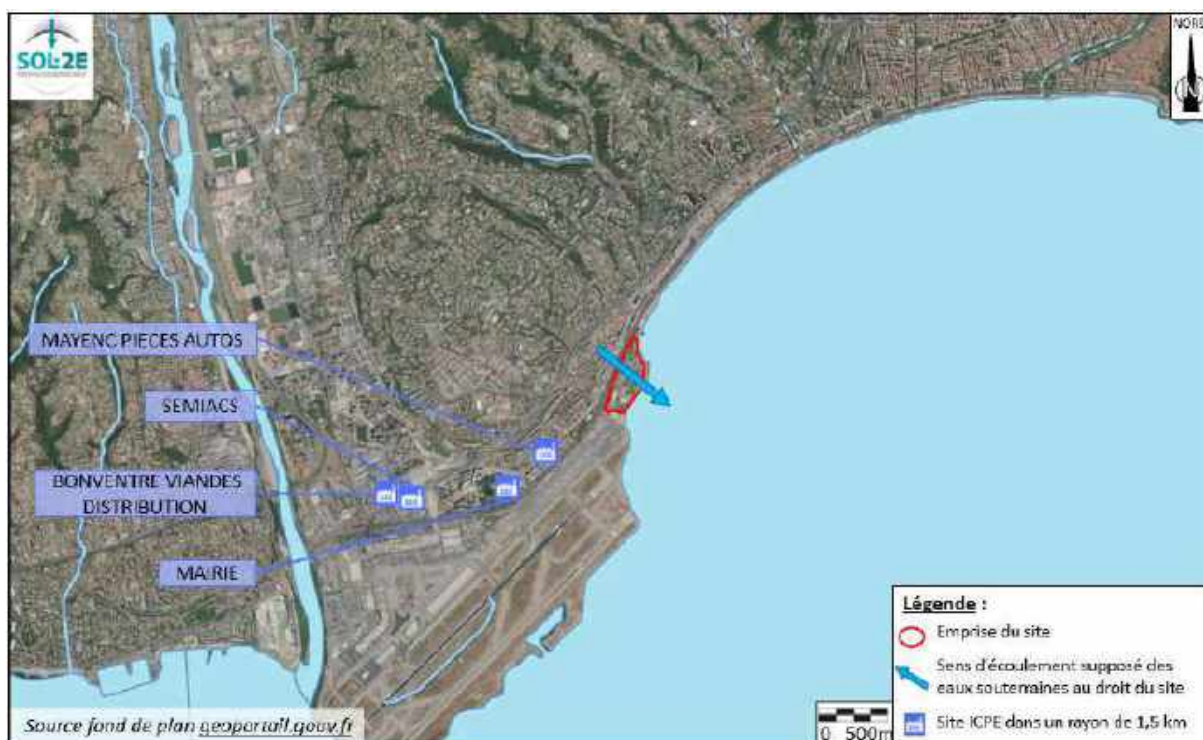 SOL-2E
NORD
N
MAYENC PIECES AUTOS
SEMIACS
BONVENTRE VIANDES
DISTRIBUTION
MAIRIE
Légende :
Emprise du site
Sens d'écoulement supposé des
eaux souterraines au droit du site
Site ICPE dans un rayon de 1,5 km
0 500m
Source fond de plan geoportail.gouv.fr